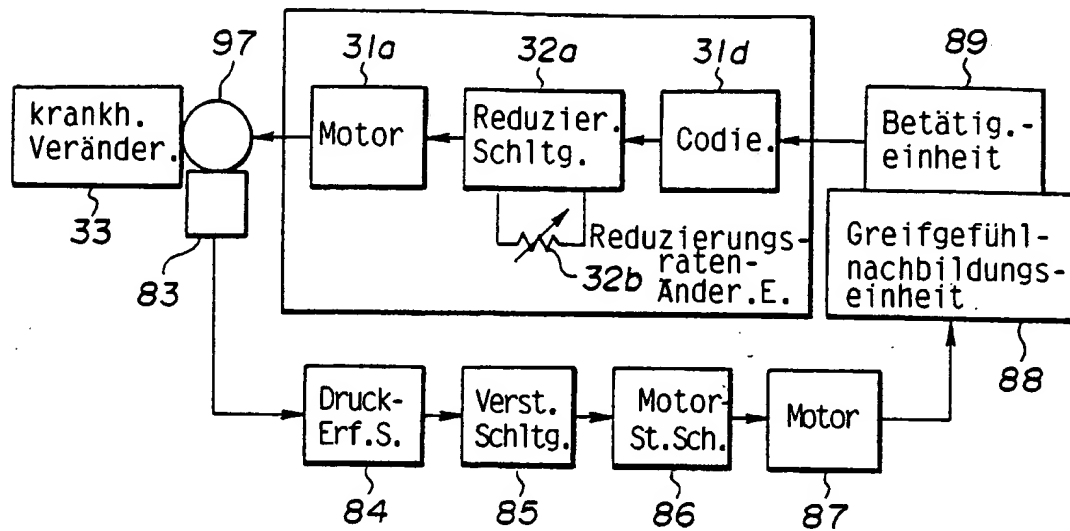 97
31a
32a
31d
89
krankh.
Veränder.
Motor
Reduzier.
Schltg.
Codie.
Betätig.-
einheit
33
83
32b
Reduzierungs-
raten-
Änder.E.
Greifgefühl-
nachbildungs-
einheit
88
Druck-
Erf.S.
Verst.
Schltg.
Motor-
St.Sch.
Motor
84
85
86
87